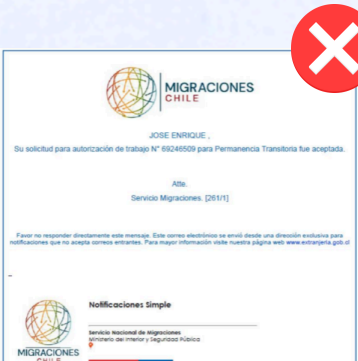 MIGRACIONES
CHILE
JOSE ENRIQUE ,
Su solicitud para autorización de trabajo N° 69246509 para Permanencia Transitoria fue aceptada.
Atte.
Servicio Migraciones. [261/1]
Favor no responder directamente este mensaje. Este correo electrónico se envió desde una dirección exclusiva para
notificaciones que no acepta correos entrantes. Para mayor información visite nuestra página web www.extranjeria.gob.cl
Notificaciones Simple
Servicio Nacional de Migraciones
Ministerio del Interior y Seguridad Pública
MIGRACIONES
CHILE